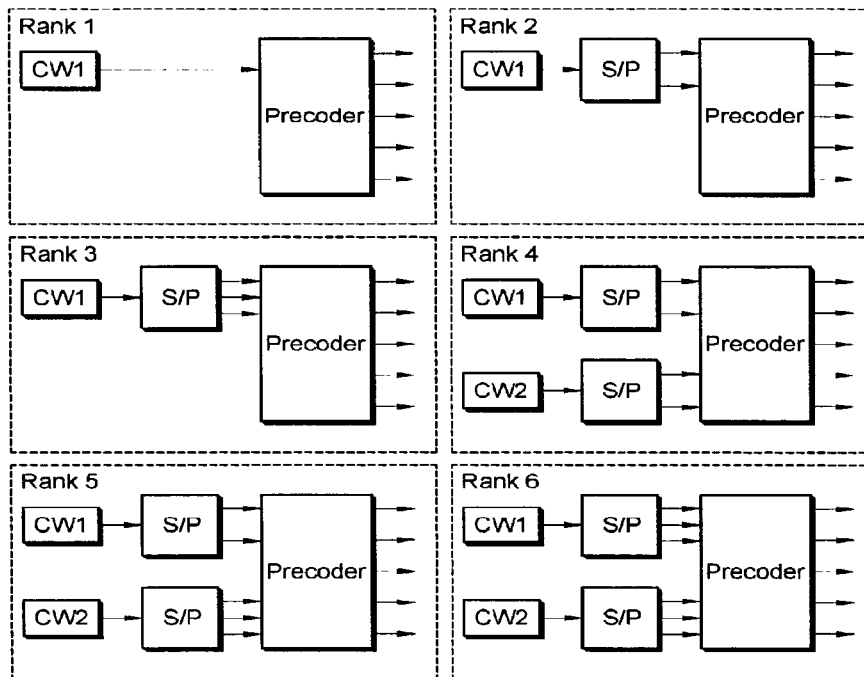 Rank 1
CW1
Precoder
Rank 2
CW1
S/P
Precoder
Rank 3
CW1
S/P
Precoder
Rank 4
CW1
S/P
Precoder
CW2
S/P
Rank 5
CW1
S/P
Precoder
CW2
S/P
Rank 6
CW1
S/P
Precoder
CW2
S/P